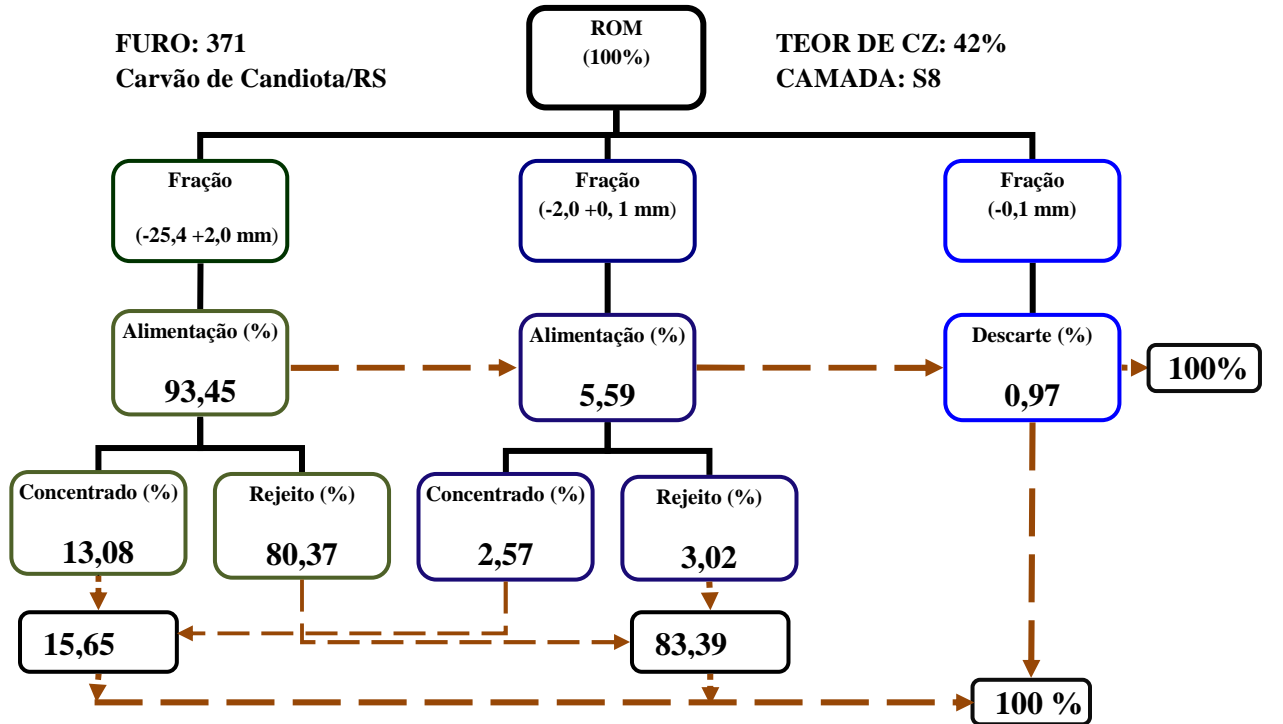 FURO: 371
Carvão de Candiota/RS
ROM
(100%)
TEOR DE CZ: 42%
CAMADA: S8
Fração
(-25,4 +2,0 mm)
Fração
(-2,0 +0, 1 mm)
Fração
(-0,1 mm)
Alimentação (%)
93,45
Alimentação (%)
5,59
Descarte (%)
0,97
100%
Concentrado (%)
13,08
Rejeito (%)
80,37
Concentrado (%)
2,57
Rejeito (%)
3,02
15,65
83,39
100 %